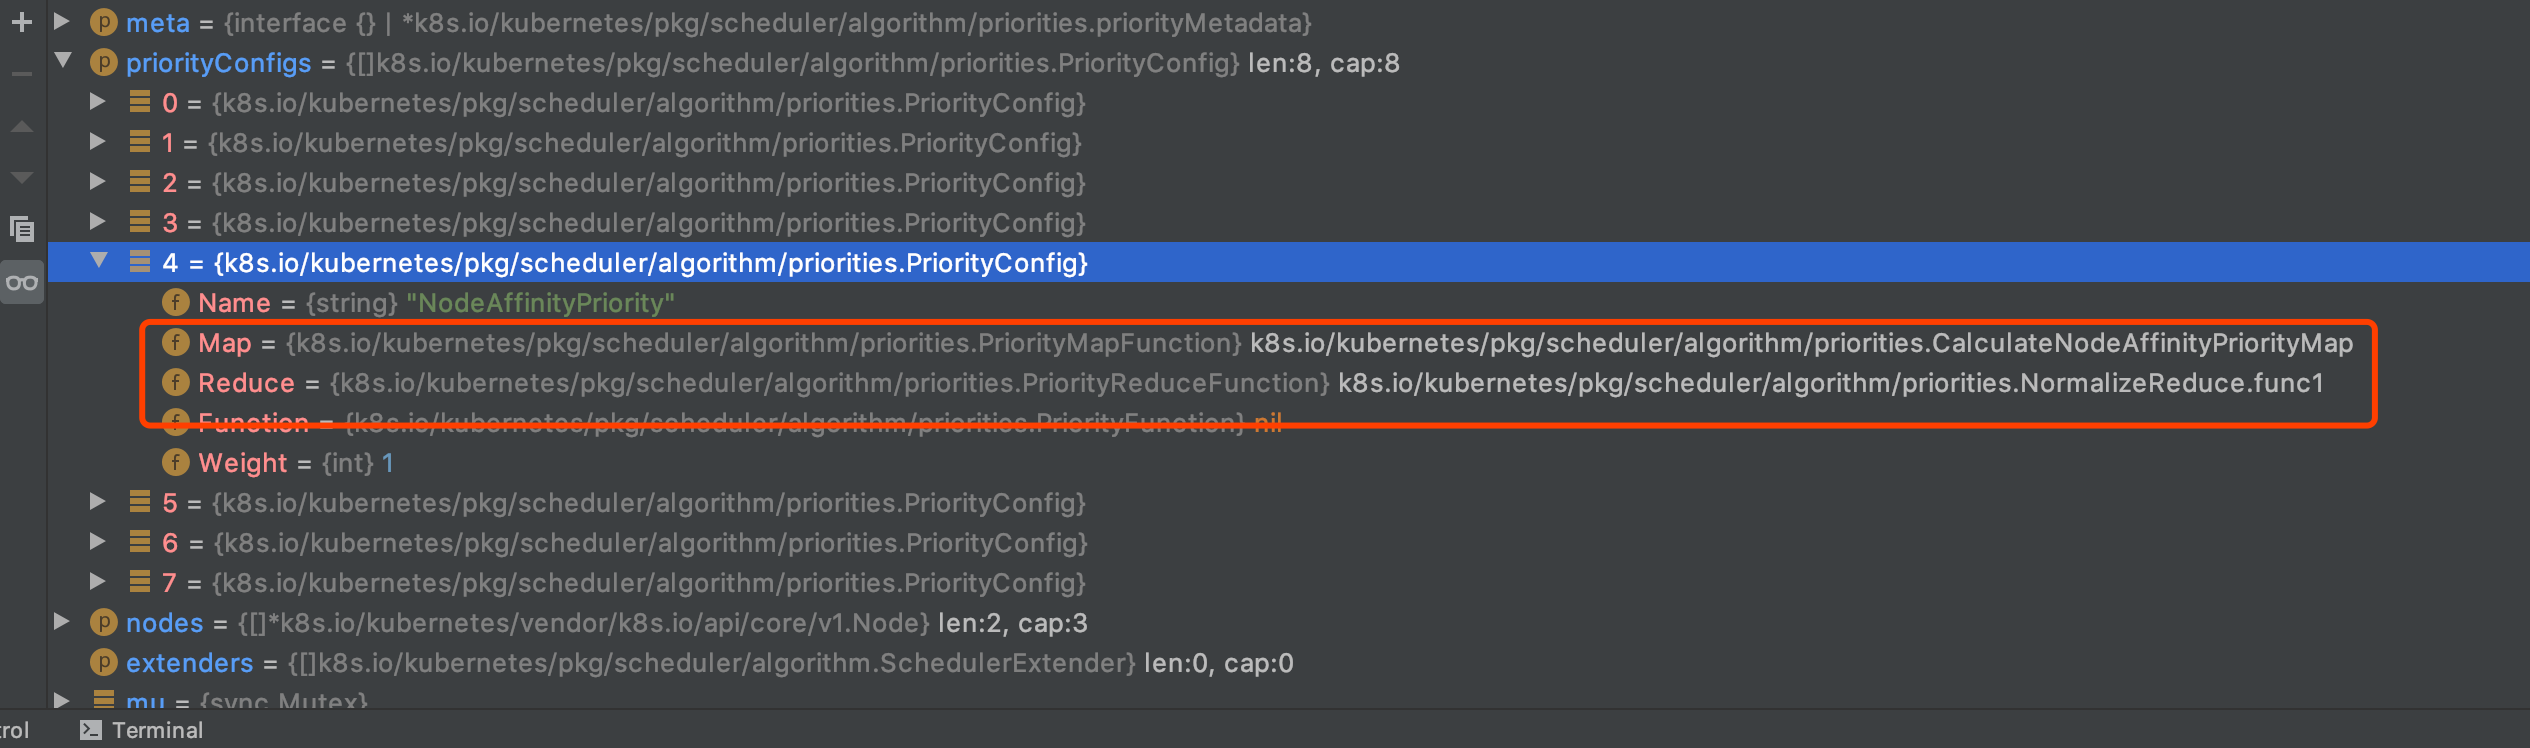 meta = {interface {} | *k8s.io/kubernetes/pkg/scheduler/algorithm/priorities.priorityMetadata}
priorityConfigs = {[]k8s.io/kubernetes/pkg/scheduler/algorithm/priorities.PriorityConfig} len:8, cap:8
0 = {k8s.io/kubernetes/pkg/scheduler/algorithm/priorities.PriorityConfig}
1 = {k8s.io/kubernetes/pkg/scheduler/algorithm/priorities.PriorityConfig}
2 = {k8s.io/kubernetes/pkg/scheduler/algorithm/priorities.PriorityConfig}
3 = {k8s.io/kubernetes/pkg/scheduler/algorithm/priorities.PriorityConfig}
4 = {k8s.io/kubernetes/pkg/scheduler/algorithm/priorities.PriorityConfig}
f Name = {string} "NodeAffinityPriority"
f Map = {k8s.io/kubernetes/pkg/scheduler/algorithm/priorities.PriorityMapFunction} k8s.io/kubernetes/pkg/scheduler/algorithm/priorities.CalculateNodeAffinityPriorityMap
f Reduce = {k8s.io/kubernetes/pkg/scheduler/algorithm/priorities.PriorityReduceFunction} k8s.io/kubernetes/pkg/scheduler/algorithm/priorities.NormalizeReduce.func1
f Function = {k8s.io/kubernetes/pkg/scheduler/algorithm/priorities.PriorityFunction} nil
f Weight = {int} 1
5 = {k8s.io/kubernetes/pkg/scheduler/algorithm/priorities.PriorityConfig}
6 = {k8s.io/kubernetes/pkg/scheduler/algorithm/priorities.PriorityConfig}
7 = {k8s.io/kubernetes/pkg/scheduler/algorithm/priorities.PriorityConfig}
nodes = {[]*k8s.io/kubernetes/vendor/k8s.io/api/core/v1.Node} len:2, cap:3
extenders = {[]k8s.io/kubernetes/pkg/scheduler/algorithm.SchedulerExtender} len:0, cap:0
mu = {sync.Mutex}
rol Terminal